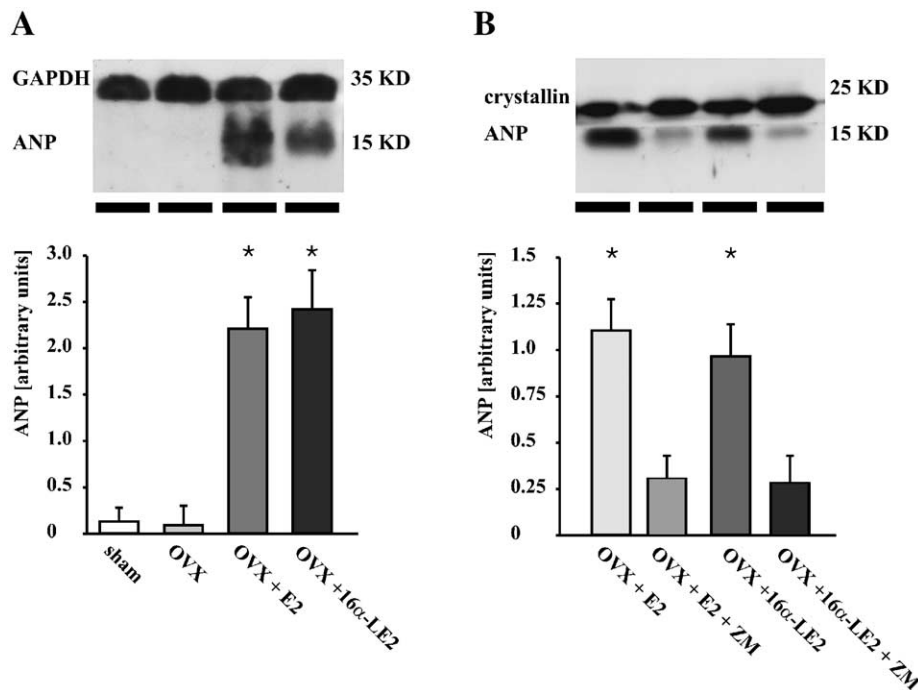 A
GAPDH
35 KD
ANP
15 KD
ANP [arbitrary units]
3.0
2.5
2.0
1.5
1.0
0.5
0
*
*
sham
OVX
OVX + E2
OVX +16α-LE2
B
crystallin
25 KD
ANP
15 KD
ANP [arbitrary units]
1.5
1.25
1.0
0.5
0.25
0
*
*
OVX + E2
OVX + E2 + ZM
OVX +16α-LE2
OVX +16α-LE2 + ZM